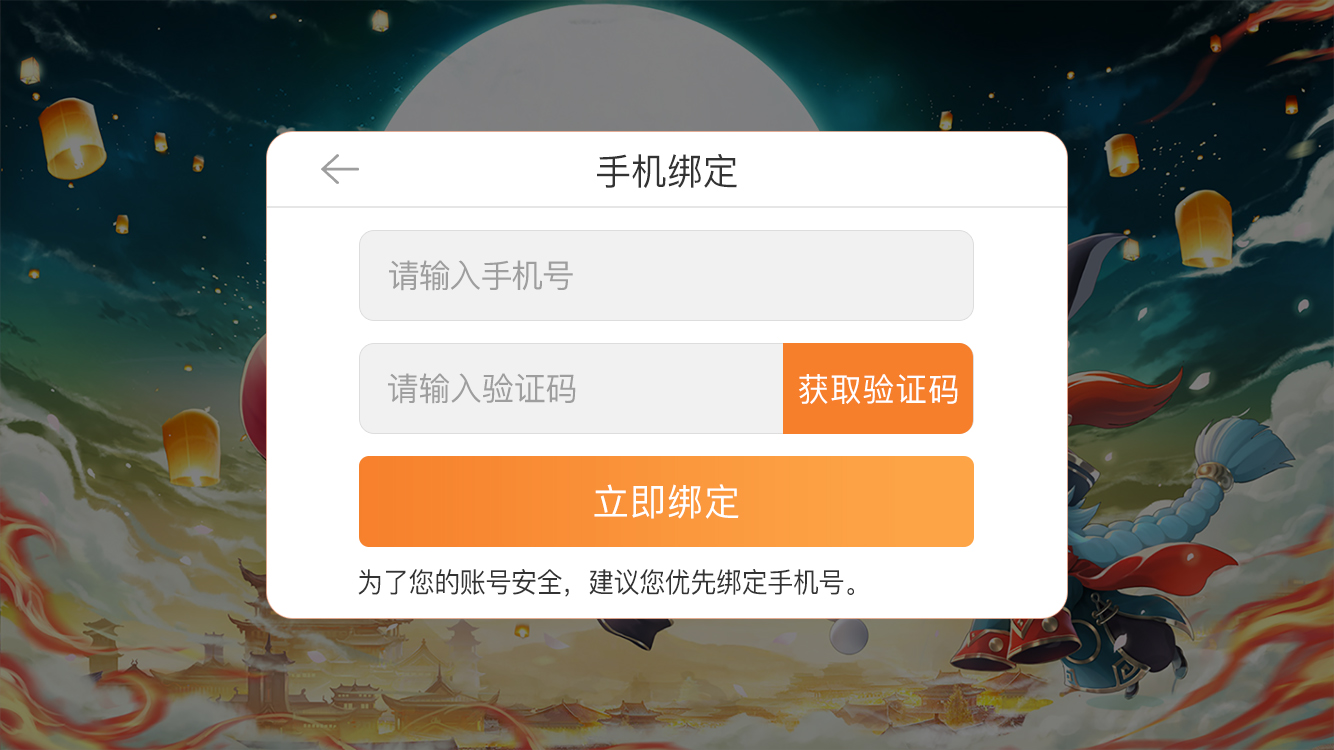 手机绑定
请输入手机号
请输入验证码
获取验证码
立即绑定
为了您的账号安全，建议您优先绑定手机号。